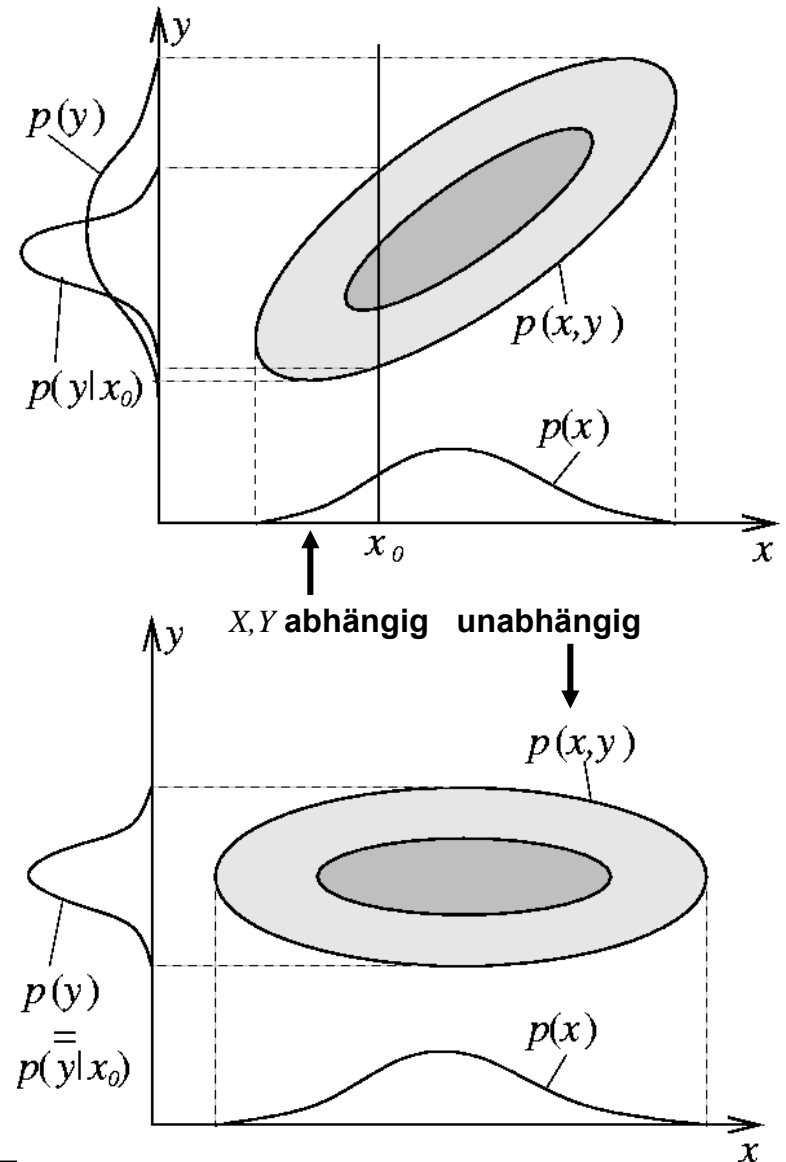 y
p(y)
p(x,y)
p(y|x₀)
p(x)
x₀
x
X,Y abhängig unabhängig
y
p(x,y)
p(y)
=
p(y|x₀)
p(x)
x